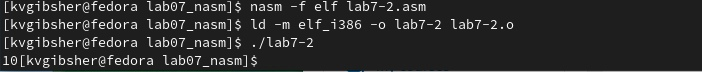 [kvgibsher@fedora lab07_nasm]$ nasm -f elf lab7-2.asm
[kvgibsher@fedora lab07_nasm]$ ld -m elf_i386 -o lab7-2 lab7-2.o
[kvgibsher@fedora lab07_nasm]$ ./lab7-2
10[kvgibsher@fedora lab07_nasm]$